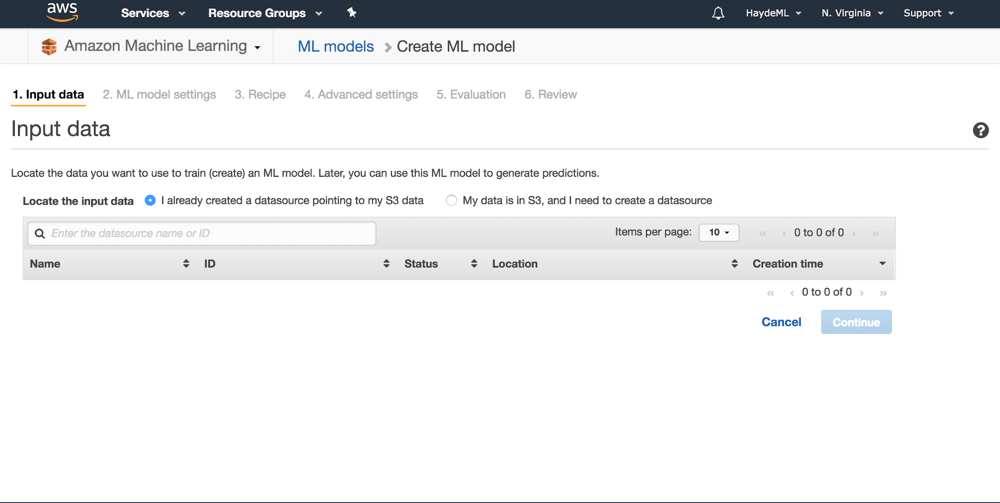 aws Services Resource Groups HaydeML N. Virginia Support
Amazon Machine Learning ML models Create ML model
1. Input data 2. ML model settings 3. Recipe 4. Advanced settings 5. Evaluation 6. Review
Input data
Locate the data you want to use to train (create) an ML model. Later, you can use this ML model to generate predictions.
Locate the input data I already created a datasource pointing to my S3 data My data is in S3, and I need to create a datasource
Enter the datasource name or ID Items per page: 10 « ‹ 0 to 0 of 0 › »
Name ID Status Location Creation time
« ‹ 0 to 0 of 0 › »
Cancel Continue